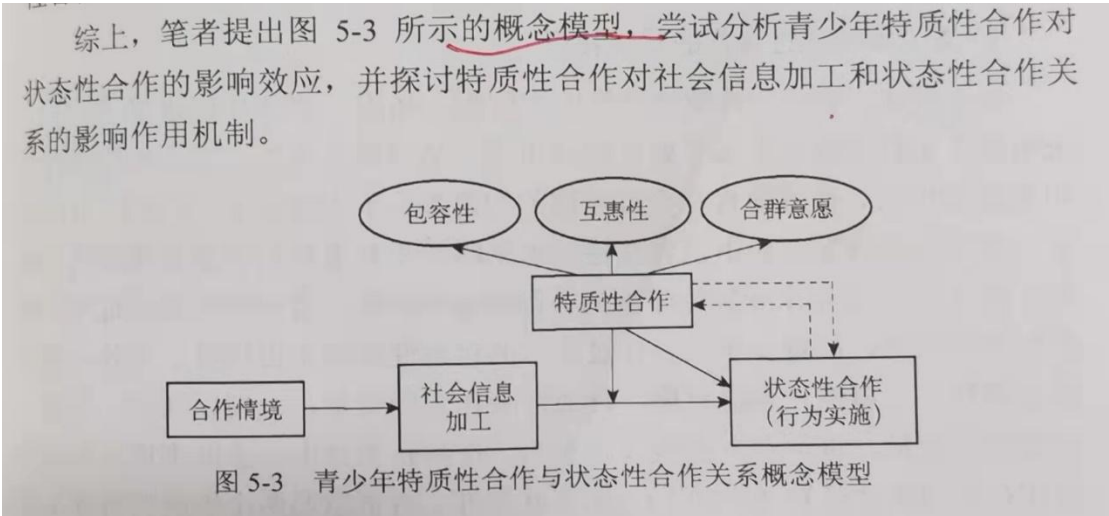 综上，笔者提出图 5-3 所示的概念模型，尝试分析青少年特质性合作对
状态性合作的影响效应，并探讨特质性合作对社会信息加工和状态性合作关
系的影响作用机制。
包容性
互惠性
合群意愿
特质性合作
合作情境
社会信息
加工
状态性合作
(行为实施)
图 5-3 青少年特质性合作与状态性合作关系概念模型